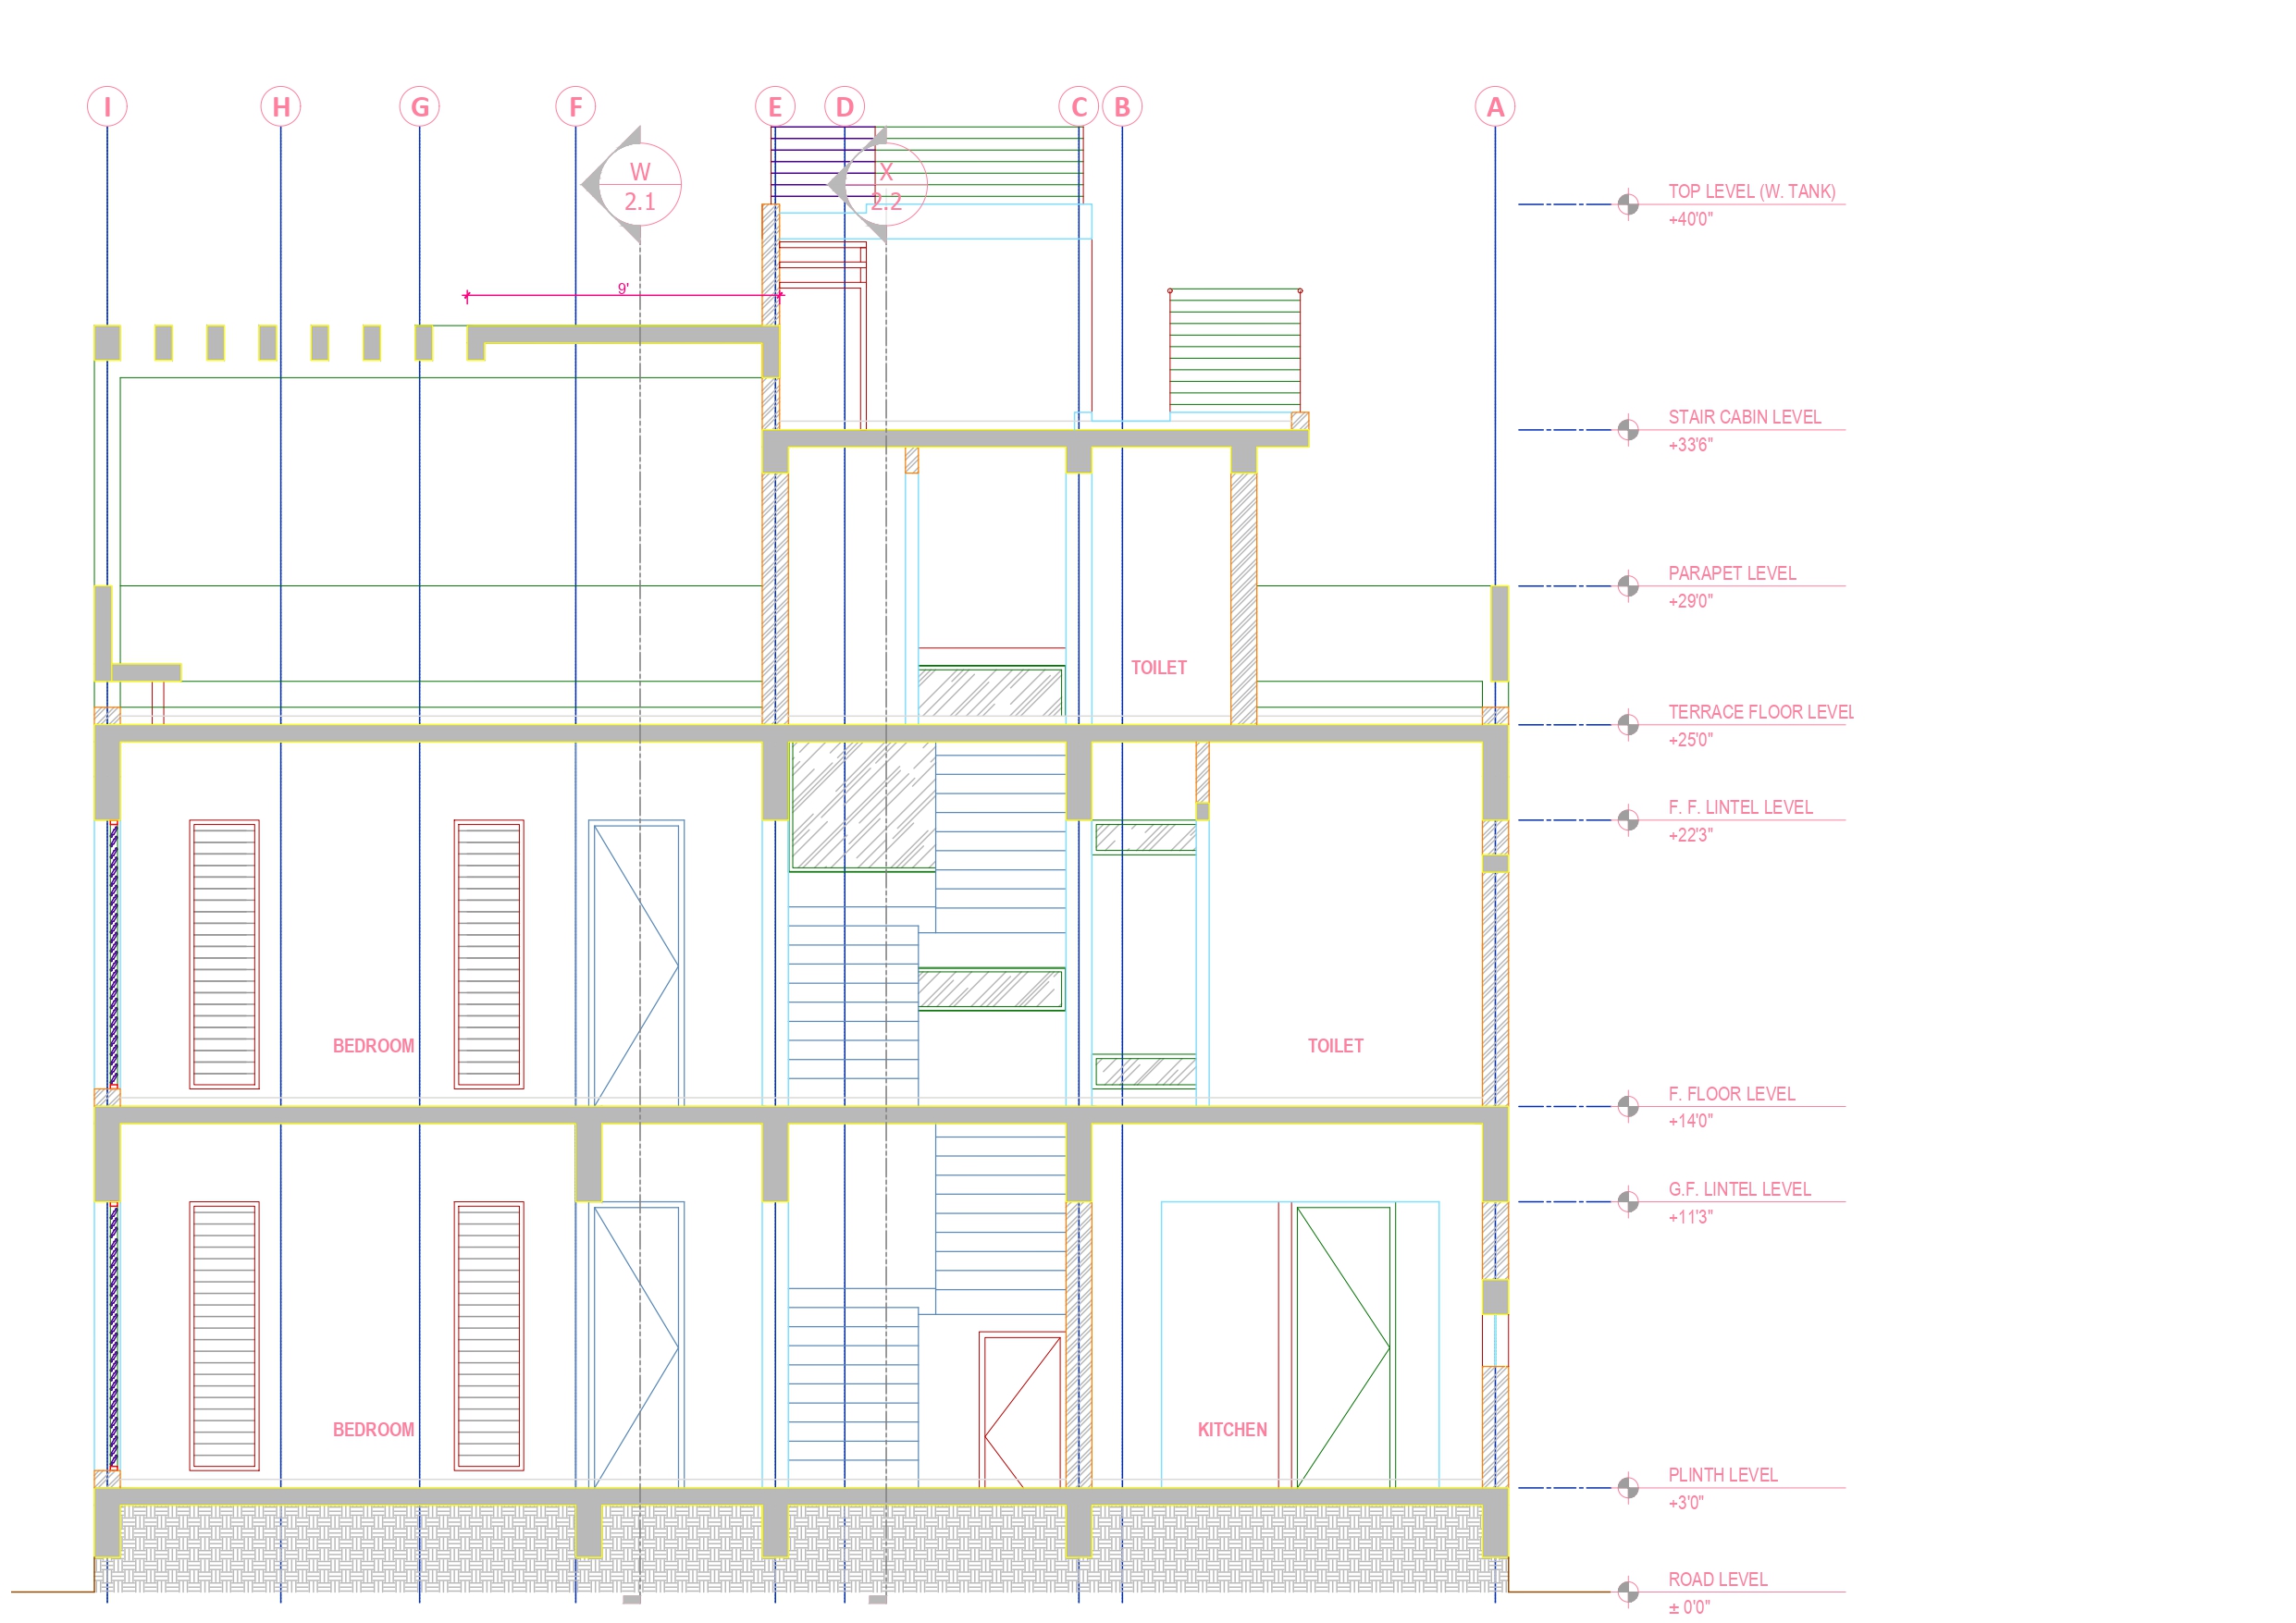 I H G F E D C B A
W
2.1
X
2.2
TOP LEVEL (W. TANK)
+40'0"
9'
STAIR CABIN LEVEL
+33'6"
PARAPET LEVEL
+29'0"
TOILET
TERRACE FLOOR LEVEL
+25'0"
F. F. LINTEL LEVEL
+22'3"
BEDROOM
TOILET
F. FLOOR LEVEL
+14'0"
G.F. LINTEL LEVEL
+11'3"
BEDROOM
KITCHEN
PLINTH LEVEL
+3'0"
ROAD LEVEL
± 0'0"